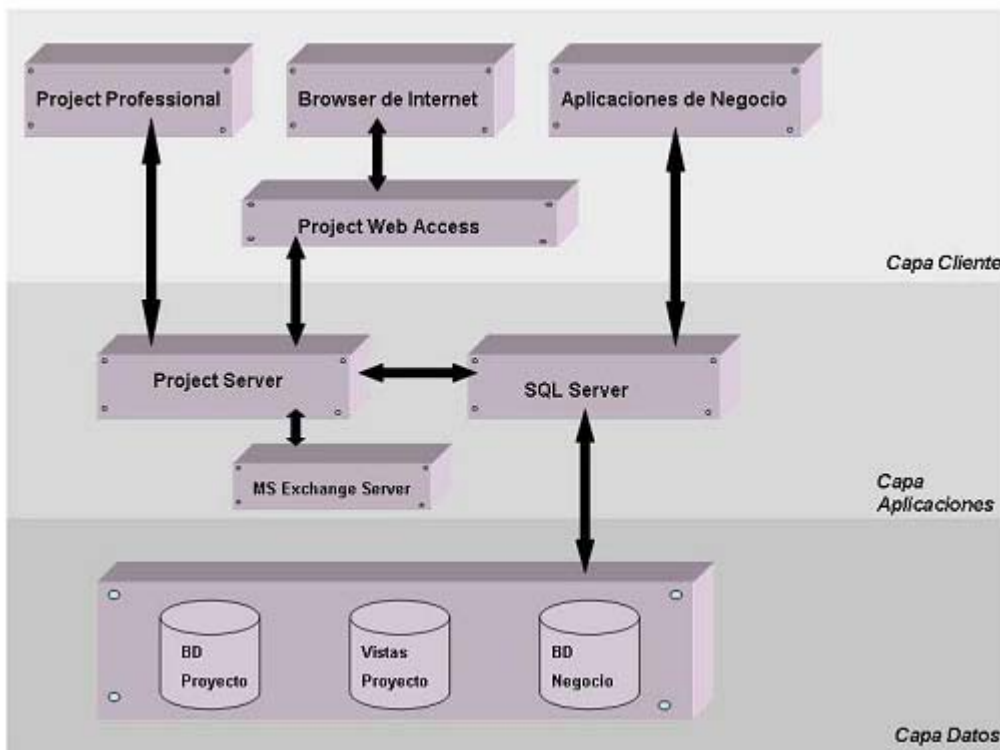 Project Professional
Browser de Internet
Aplicaciones de Negocio
Project Web Access
Capa Cliente
Project Server
SQL Server
MS Exchange Server
Capa
Aplicaciones
BD
Proyecto
Vistas
Proyecto
BD
Negocio
Capa Datos